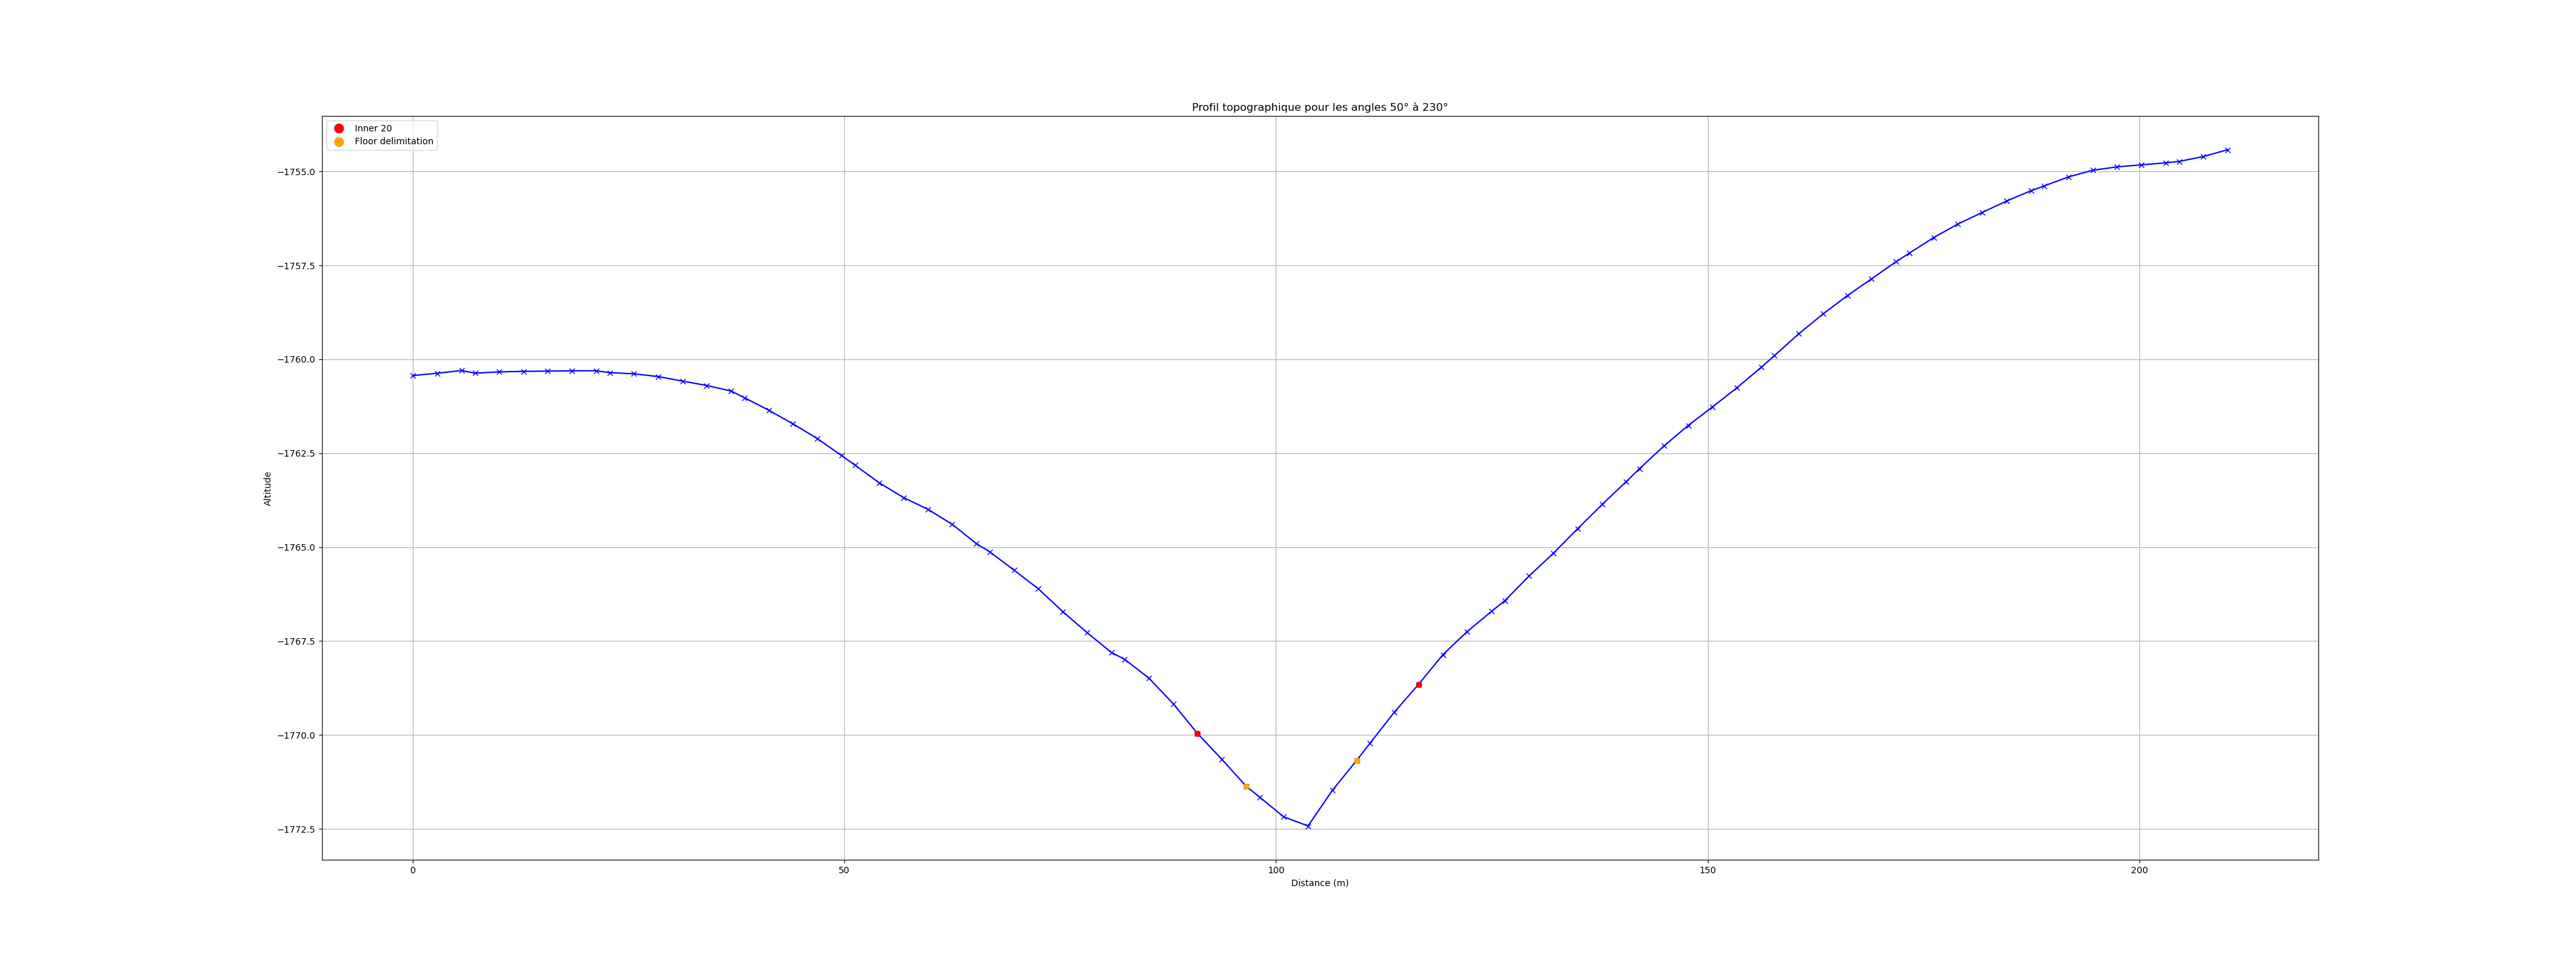 Profil topographique pour les angles 50° à 230°
Inner 20
Floor delimitation
−1755.0
−1757.5
−1760.0
−1762.5
−1765.0
−1767.5
−1770.0
−1772.5
Altitude
0 50 100 150 200
Distance (m)